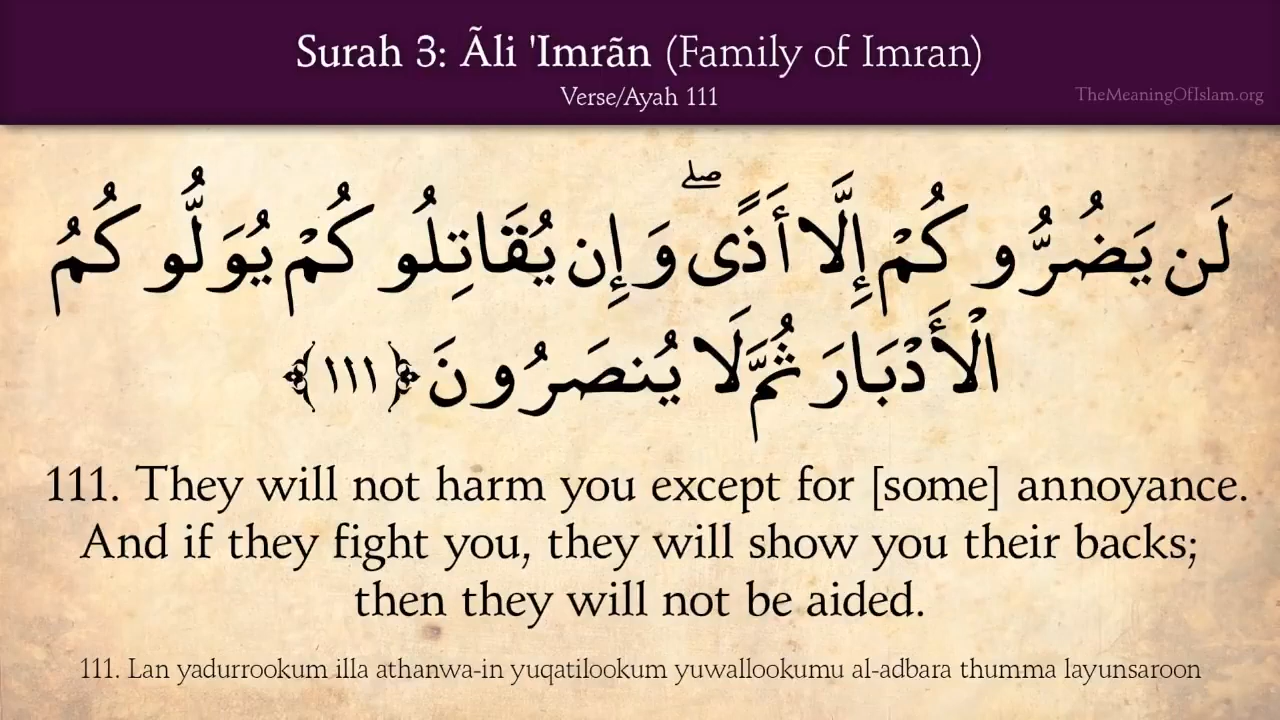 Surah 3: Ãli 'Imrãn (Family of Imran)
Verse/Ayah 111
TheMeaningOfIslam.org
لَن يَضُرُّوكُمْ إِلَّا أَذًى ۖ وَإِن يُقَاتِلُوكُمْ يُوَلُّوكُمُ
الْأَدْبَارَ ثُمَّ لَا يُنصَرُونَ ﴿١١١﴾
111. They will not harm you except for [some] annoyance.
And if they fight you, they will show you their backs;
then they will not be aided.
111. Lan yadurrookum illa athanwa-in yuqatilookum yuwallookumu al-adbara thumma layunsaroon